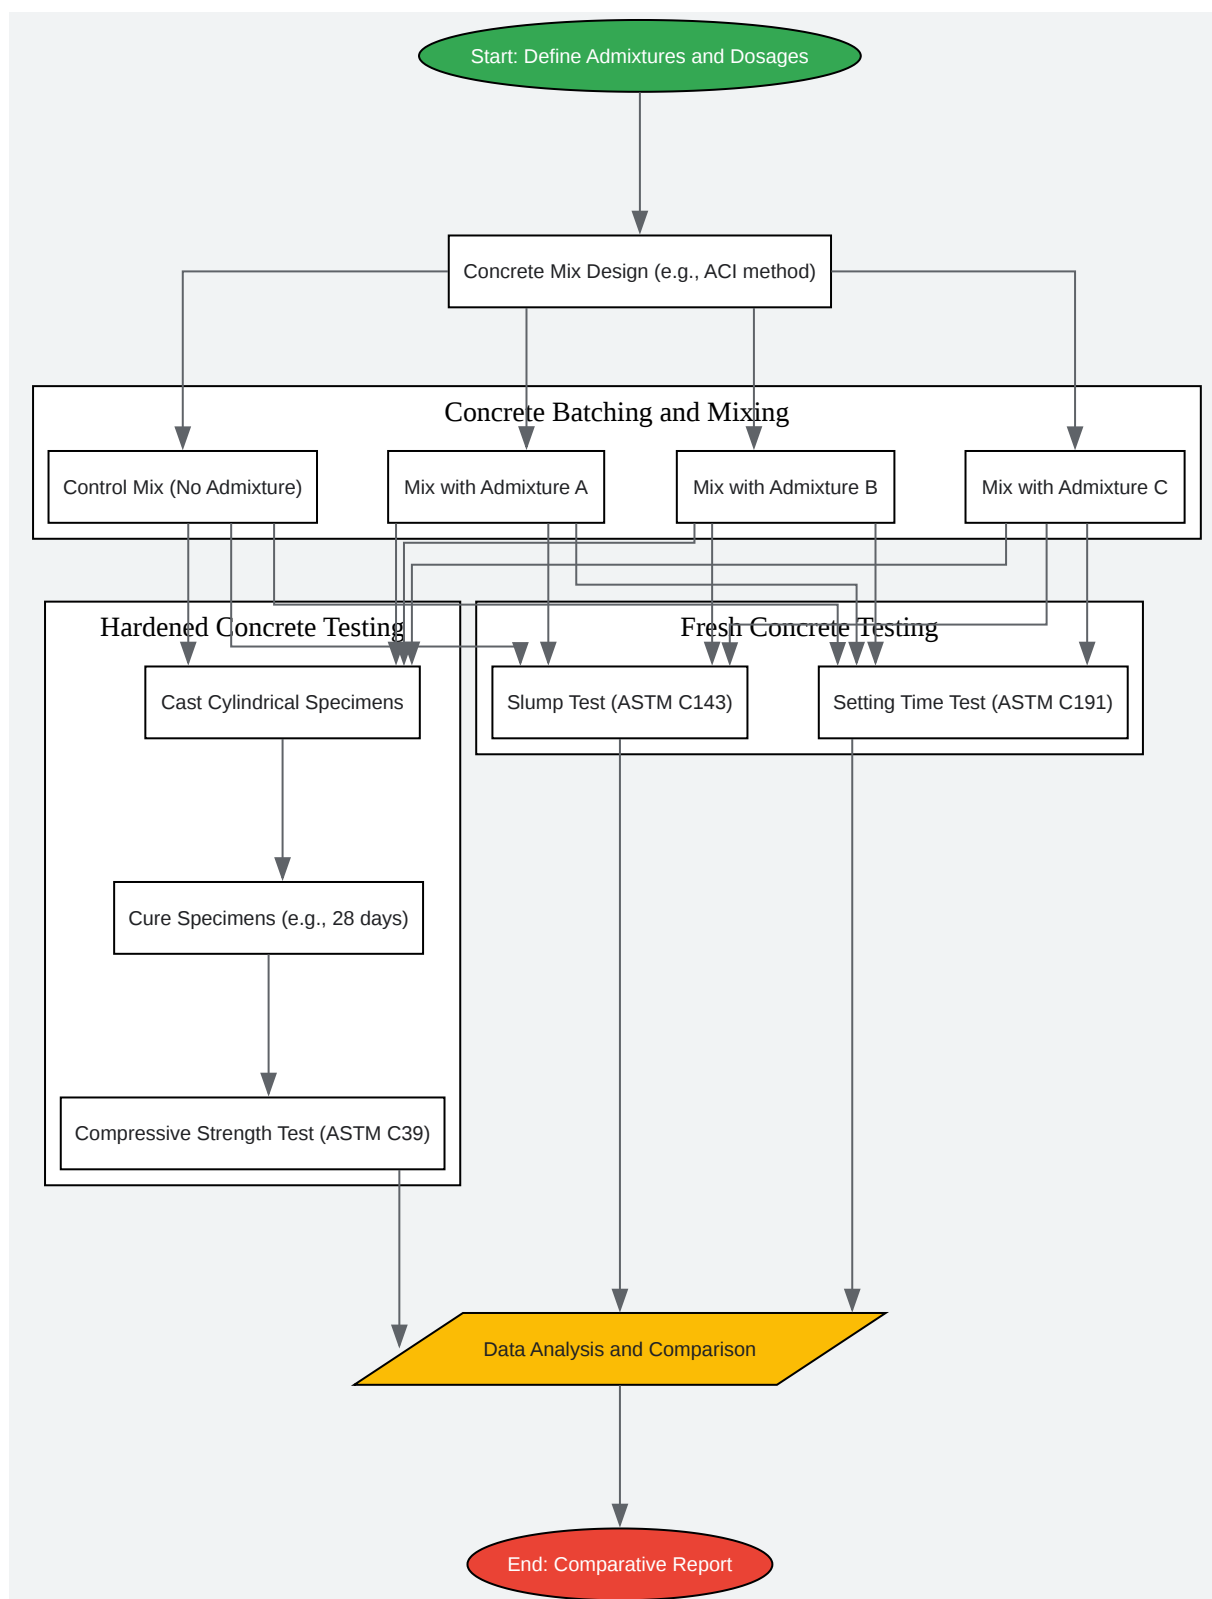 Start: Define Admixtures and Dosages
Concrete Mix Design (e.g., ACI method)
Concrete Batching and Mixing
Control Mix (No Admixture)
Mix with Admixture A
Mix with Admixture B
Mix with Admixture C
Hardened Concrete Testing
Fresh Concrete Testing
Cast Cylindrical Specimens
Slump Test (ASTM C143)
Setting Time Test (ASTM C191)
Cure Specimens (e.g., 28 days)
Compressive Strength Test (ASTM C39)
Data Analysis and Comparison
End: Comparative Report